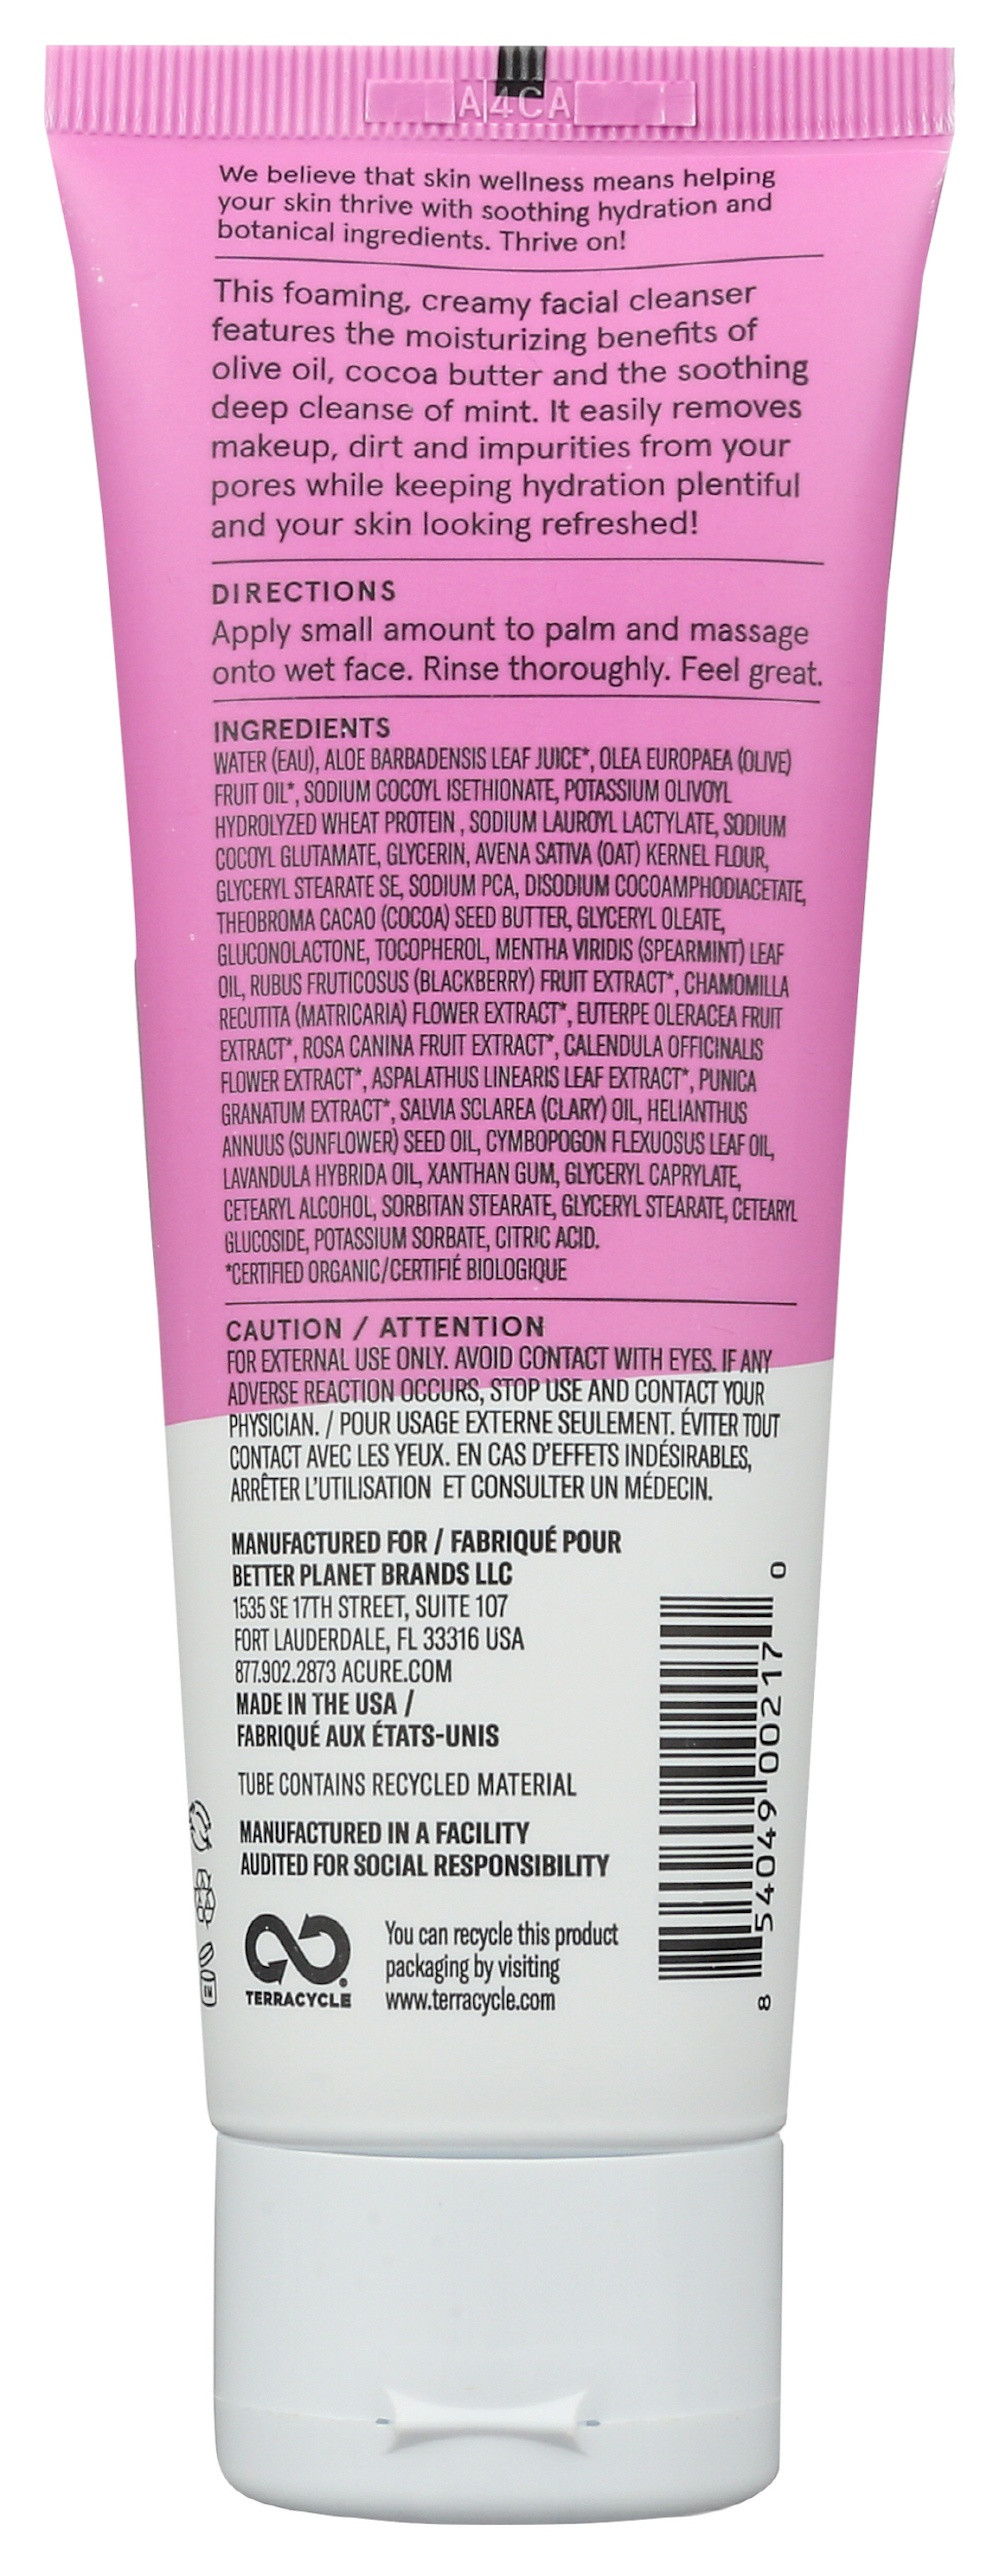 A4CA
We believe that skin wellness means helping
your skin thrive with soothing hydration and
botanical ingredients. Thrive on!
This foaming, creamy facial cleanser
features the moisturizing benefits of
olive oil, cocoa butter and the soothing
deep cleanse of mint. It easily removes
makeup, dirt and impurities from your
pores while keeping hydration plentiful
and your skin looking refreshed!
DIRECTIONS
Apply small amount to palm and massage
onto wet face. Rinse thoroughly. Feel great.
INGREDIENTS
WATER (EAU), ALOE BARBADENSIS LEAF JUICE*, OLEA EUROPAEA (OLIVE)
FRUIT OIL*, SODIUM COCOYL ISETHIONATE, POTASSIUM OLIVOYL
HYDROLYZED WHEAT PROTEIN , SODIUM LAUROYL LACTYLATE, SODIUM
COCOYL GLUTAMATE, GLYCERIN, AVENA SATIVA (OAT) KERNEL FLOUR,
GLYCERYL STEARATE SE, SODIUM PCA, DISODIUM COCOAMPHODIACETATE,
THEOBROMA CACAO (COCOA) SEED BUTTER, GLYCERYL OLEATE,
GLUCONOLACTONE, TOCOPHEROL, MENTHA VIRIDIS (SPEARMINT) LEAF
OIL, RUBUS FRUTICOSUS (BLACKBERRY) FRUIT EXTRACT*, CHAMOMILLA
RECUTITA (MATRICARIA) FLOWER EXTRACT*, EUTERPE OLERACEA FRUIT
EXTRACT*, ROSA CANINA FRUIT EXTRACT*, CALENDULA OFFICINALIS
FLOWER EXTRACT*, ASPALATHUS LINEARIS LEAF EXTRACT*, PUNICA
GRANATUM EXTRACT*, SALVIA SCLAREA (CLARY) OIL, HELIANTHUS
ANNUUS (SUNFLOWER) SEED OIL, CYMBOPOGON FLEXUOSUS LEAF OIL,
LAVANDULA HYBRIDA OIL, XANTHAN GUM, GLYCERYL CAPRYLATE,
CETEARYL ALCOHOL, SORBITAN STEARATE, GLYCERYL STEARATE, CETEARYL
GLUCOSIDE, POTASSIUM SORBATE, CITRIC ACID.
*CERTIFIED ORGANIC/CERTIFIÉ BIOLOGIQUE
CAUTION / ATTENTION
FOR EXTERNAL USE ONLY. AVOID CONTACT WITH EYES. IF ANY
ADVERSE REACTION OCCURS, STOP USE AND CONTACT YOUR
PHYSICIAN. / POUR USAGE EXTERNE SEULEMENT. ÉVITER TOUT
CONTACT AVEC LES YEUX. EN CAS D'EFFETS INDÉSIRABLES,
ARRÊTER L'UTILISATION ET CONSULTER UN MÉDECIN.
MANUFACTURED FOR / FABRIQUÉ POUR
BETTER PLANET BRANDS LLC
1535 SE 17TH STREET, SUITE 107
FORT LAUDERDALE, FL 33316 USA
877.902.2873 ACURE.COM
MADE IN THE USA /
FABRIQUÉ AUX ÉTATS-UNIS
TUBE CONTAINS RECYCLED MATERIAL
MANUFACTURED IN A FACILITY
AUDITED FOR SOCIAL RESPONSIBILITY
TERRACYCLE®
You can recycle this product
packaging by visiting
www.terracycle.com
8 54049 00217 0